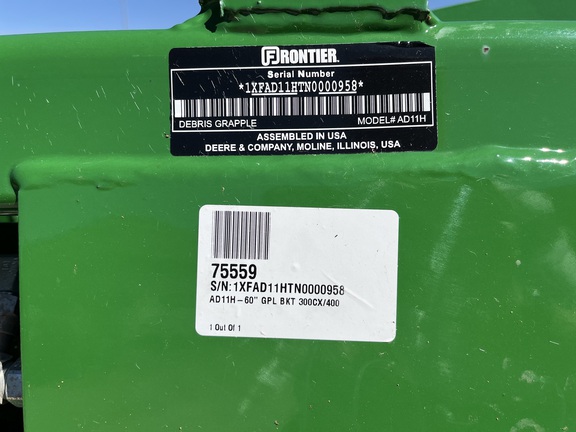 FRONTIER
Serial Number
*1XFAD11HTN0000958*
DEBRIS GRAPPLE MODEL# AD11H
ASSEMBLED IN USA
DEERE & COMPANY, MOLINE, ILLINOIS, USA
75559
S/N:1XFAD11HTN0000958
AD11H-60" GPL BKT 300CX/400
1 Out Of 1